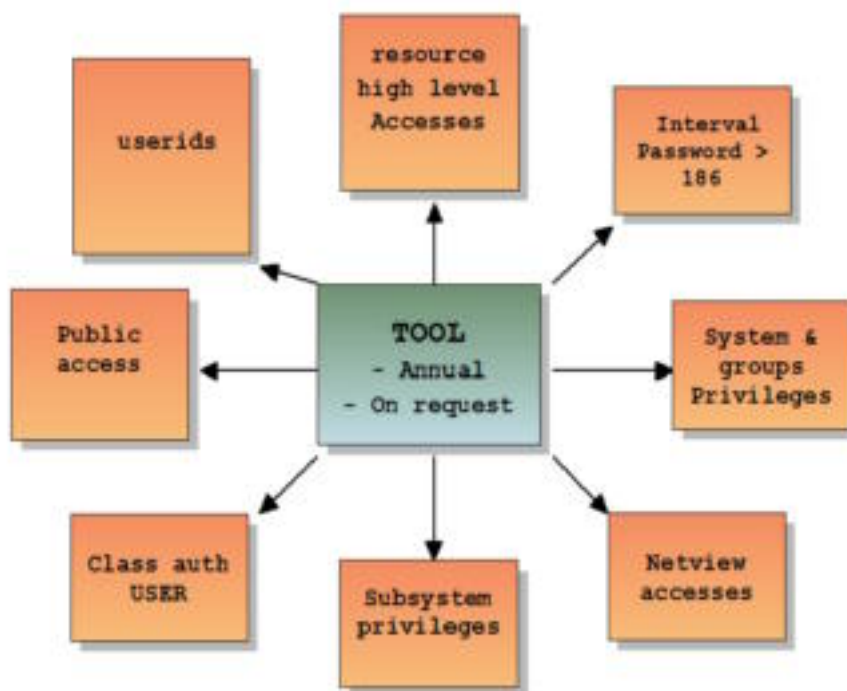 resource
high level
Accesses
userids
Interval
Password >
186
Public
access
TOOL
- Annual
- On request
System &
groups
Privileges
Class auth
USER
Subsystem
privileges
Netview
accesses